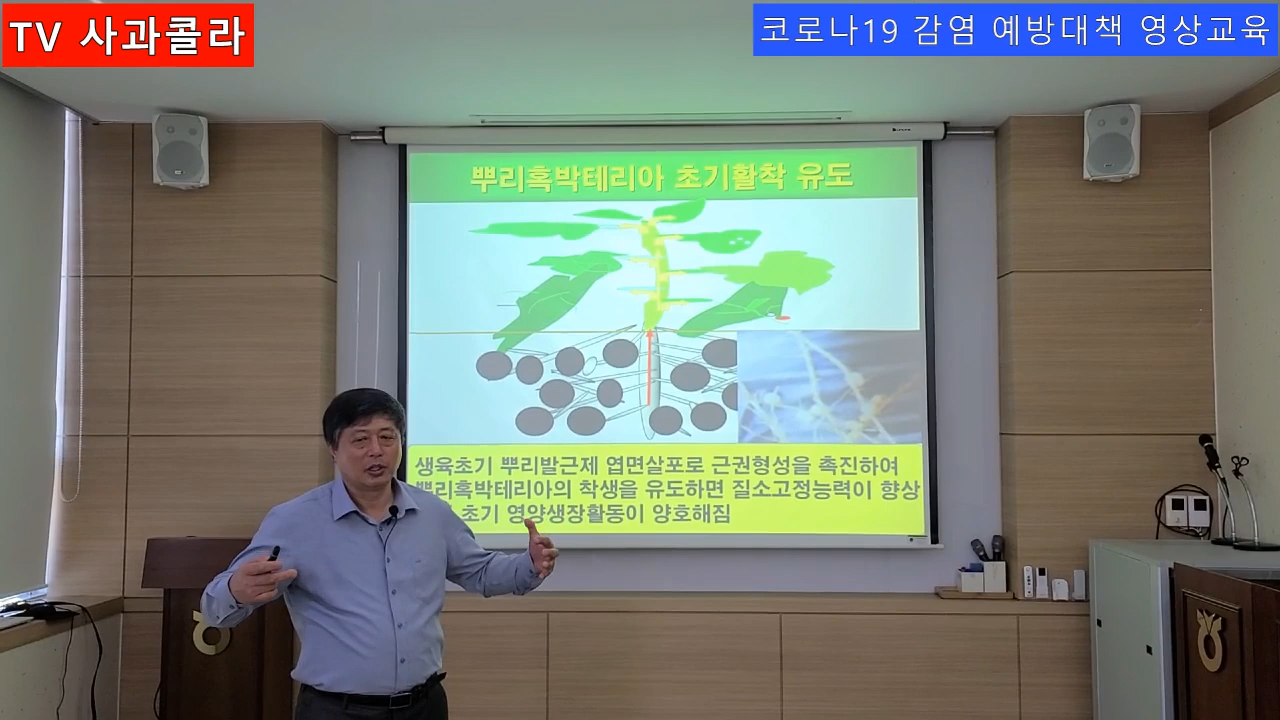 TV 사과콜라
코로나19 감염 예방대책 영상교육
뿌리혹박테리아 초기활착 유도
생육초기 뿌리발근제 엽면살포로 근권형성을 촉진하여
뿌리혹박테리아의 착생을 유도하면 질소고정능력이 향상
초기 영양생장활동이 양호해짐